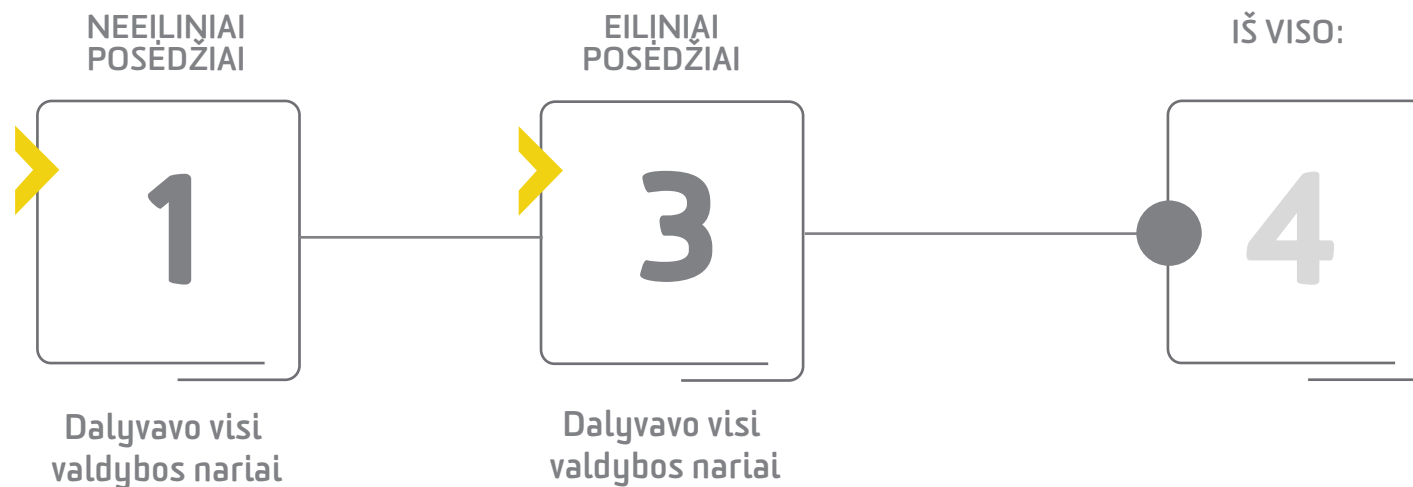 NEEILINIAI
POSĖDŽIAI
1
Dalyvavo visi
valdybos nariai
EILINIAI
POSĖDŽIAI
3
Dalyvavo visi
valdybos nariai
IŠ VISO:
4